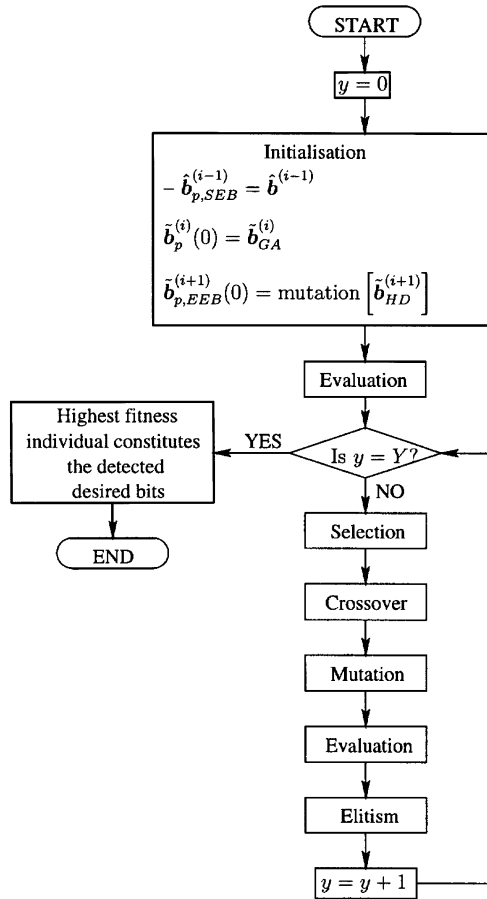 START
y = 0
Initialisation
− b̂_{p,SEB}^{(i−1)} = b̂^{(i−1)}
b̃_p^{(i)}(0) = b̃_{GA}^{(i)}
b̃_{p,EEB}^{(i+1)}(0) = mutation [b̃_{HD}^{(i+1)}]
Evaluation
Is y = Y?
YES
Highest fitness
individual constitutes
the detected
desired bits
END
NO
Selection
Crossover
Mutation
Evaluation
Elitism
y = y + 1